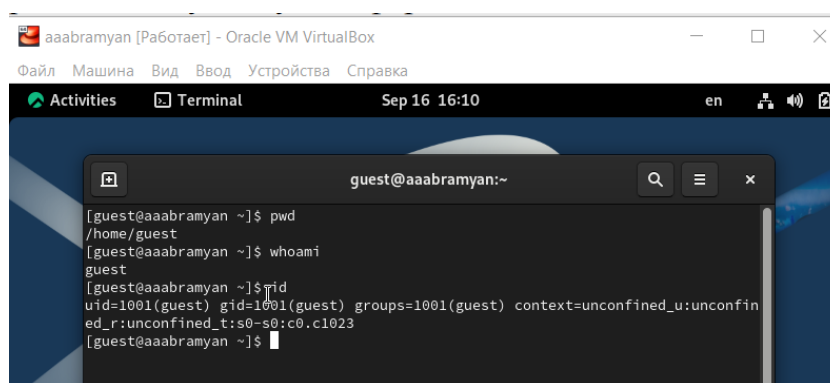 aaabramyan [Работает] - Oracle VM VirtualBox
Файл Машина Вид Ввод Устройства Справка
Activities Terminal Sep 16 16:10 en
guest@aaabramyan:~
[guest@aaabramyan ~]$ pwd
/home/guest
[guest@aaabramyan ~]$ whoami
guest
[guest@aaabramyan ~]$ id
uid=1001(guest) gid=1001(guest) groups=1001(guest) context=unconfined_u:unconfin
ed_r:unconfined_t:s0-s0:c0.c1023
[guest@aaabramyan ~]$